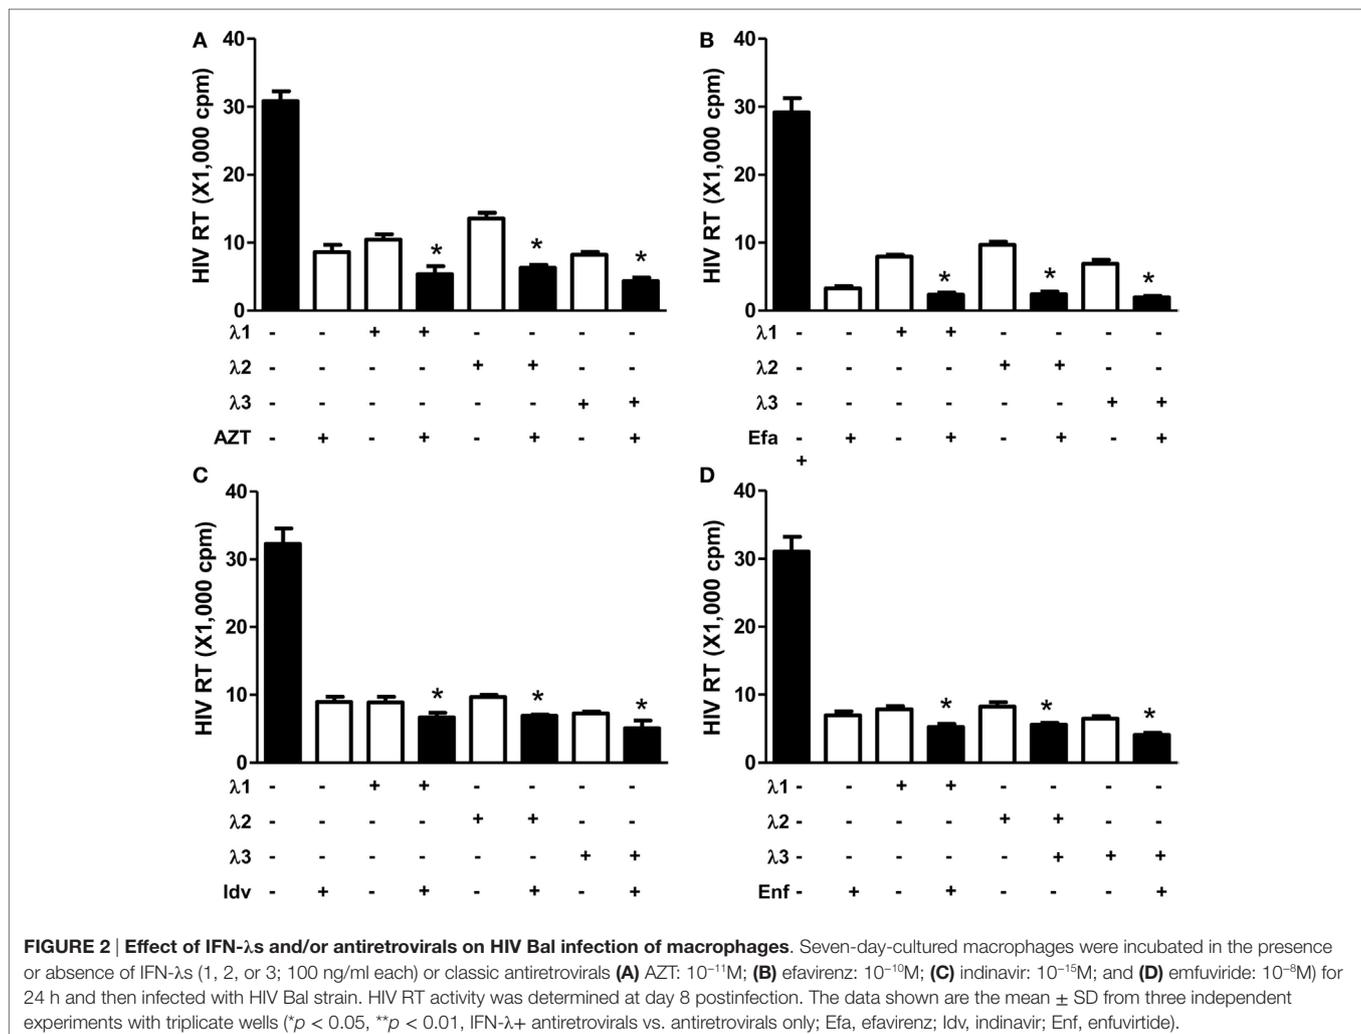 A
HIV RT (X1,000 cpm)
40
30
20
10
0
* * *
λ1 - - + + - - - -
λ2 - - - - + + - -
λ3 - - - - - - + +
AZT - + - + - + - +
B
HIV RT (X1,000 cpm)
40
30
20
10
0
* * *
λ1 - - + + - - - -
λ2 - - - - + + - -
λ3 - - - - - - + +
Efa - + - + - + - +
+
C
HIV RT (X1,000 cpm)
40
30
20
10
0
* * *
λ1 - - + + - - - -
λ2 - - - - + + - -
λ3 - - - - - - + +
Idv - + - + - + - +
D
HIV RT (X1,000 cpm)
40
30
20
10
0
* * *
λ1 - - + + - - - -
λ2 - - - - + + - -
λ3 - - - - - + + +
Enf - + - + - - +
FIGURE 2 | Effect of IFN-λs and/or antiretrovirals on HIV Bal infection of macrophages. Seven-day-cultured macrophages were incubated in the presence
or absence of IFN-λs (1, 2, or 3; 100 ng/ml each) or classic antiretrovirals (A) AZT: 10⁻¹¹M; (B) efavirenz: 10⁻¹⁰M; (C) indinavir: 10⁻¹⁵M; and (D) emfuviride: 10⁻⁸M) for
24 h and then infected with HIV Bal strain. HIV RT activity was determined at day 8 postinfection. The data shown are the mean ± SD from three independent
experiments with triplicate wells (*p < 0.05, **p < 0.01, IFN-λ+ antiretrovirals vs. antiretrovirals only; Efa, efavirenz; Idv, indinavir; Enf, enfuvirtide).